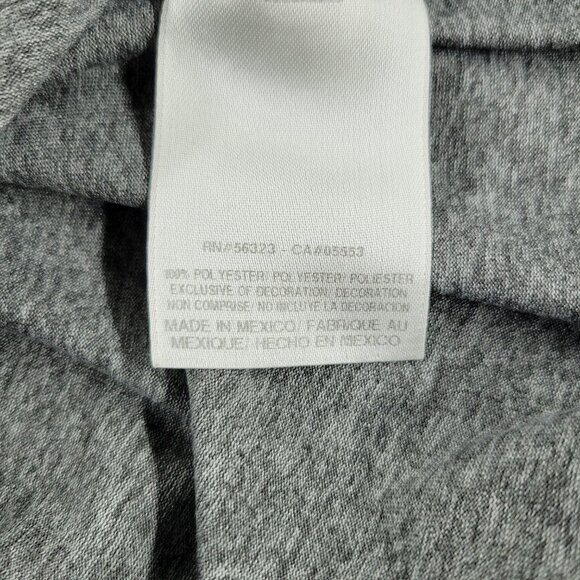 RN#56323 - CA#05553
100% POLYESTER/ POLYESTER/ POLIESTER
EXCLUSIVE OF DECORATION/ DECORATION
NON COMPRISE/ NO INCLUYE LA DECORACION
MADE IN MEXICO/ FABRIQUE AU
MEXIQUE/ HECHO EN MEXICO